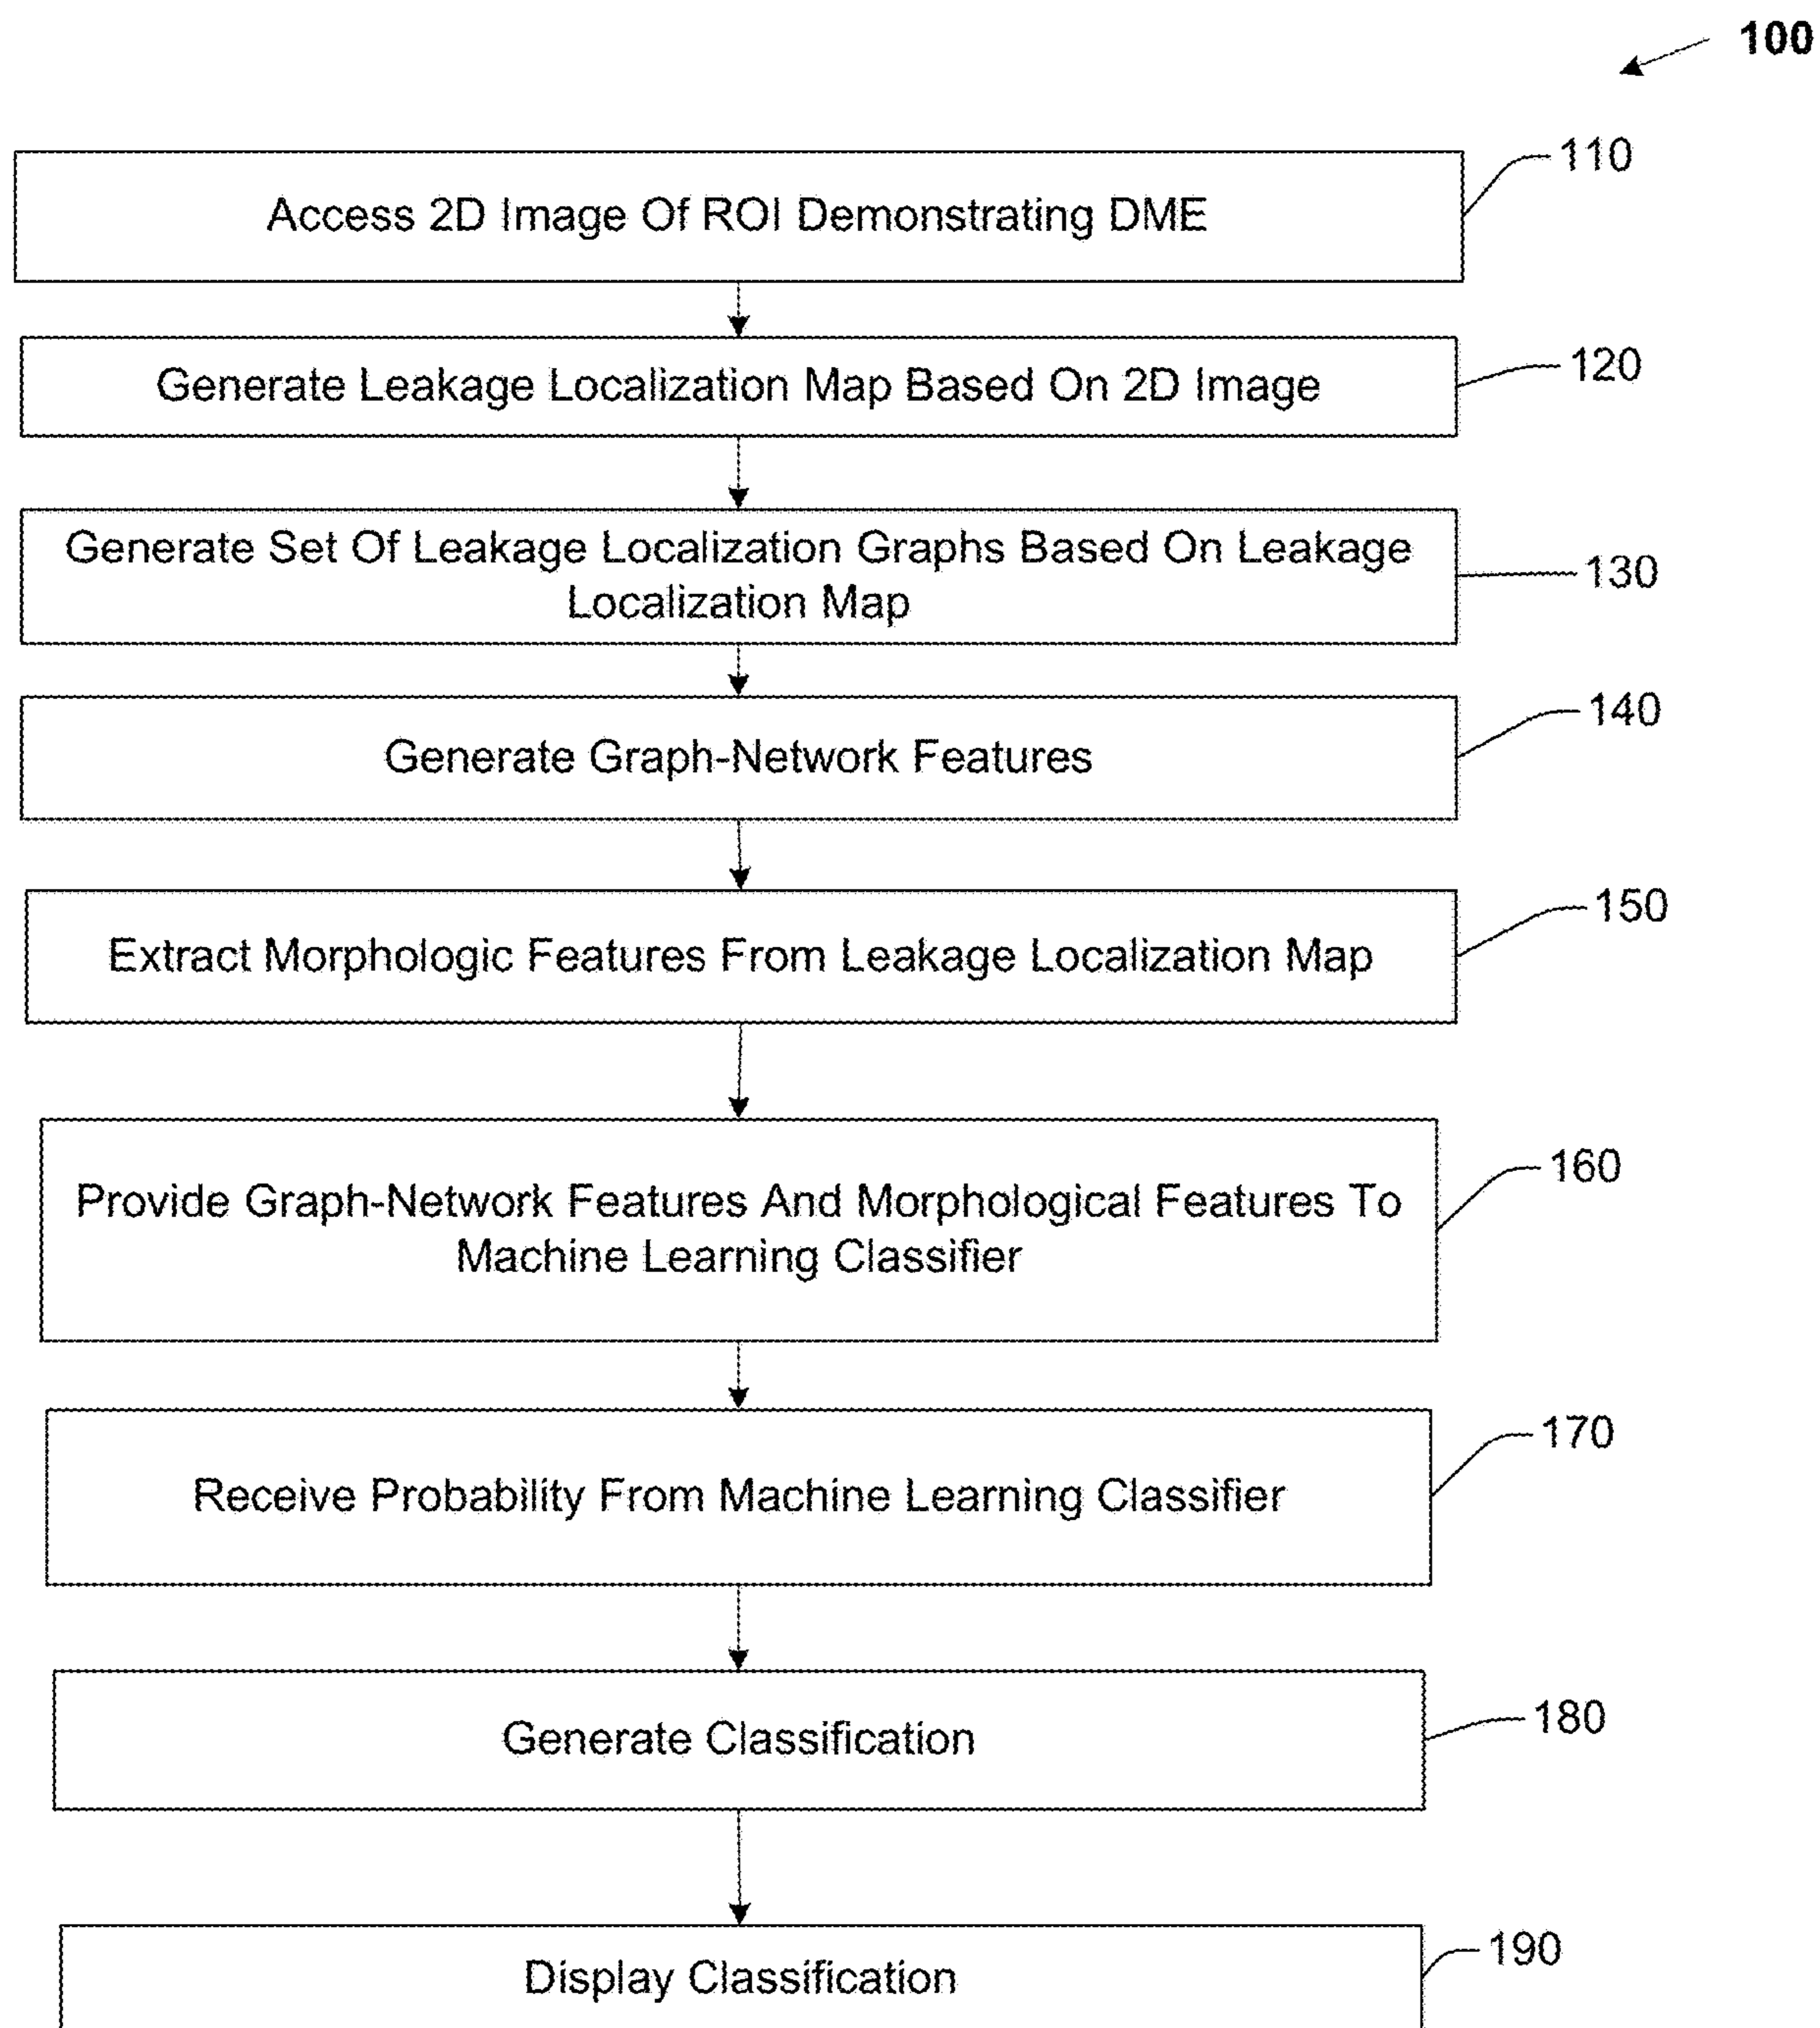 100
Access 2D Image Of ROI Demonstrating DME
110
Generate Leakage Localization Map Based On 2D Image
120
Generate Set Of Leakage Localization Graphs Based On Leakage
Localization Map
130
Generate Graph-Network Features
140
Extract Morphologic Features From Leakage Localization Map
150
Provide Graph-Network Features And Morphological Features To
Machine Learning Classifier
160
Receive Probability From Machine Learning Classifier
170
Generate Classification
180
Display Classification
190